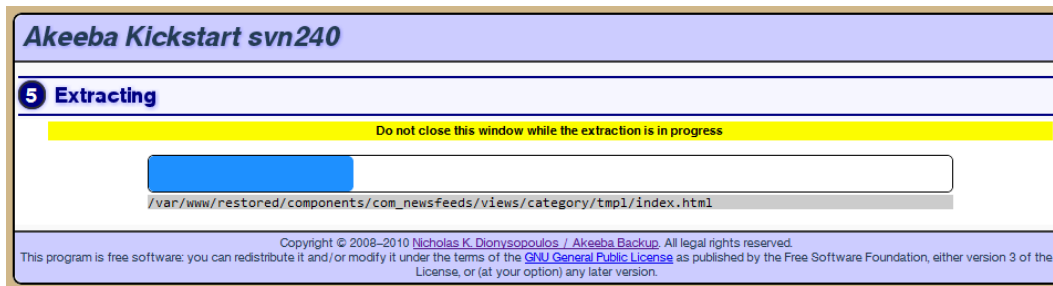 Akeeba Kickstart svn240
5 Extracting
Do not close this window while the extraction is in progress
/var/www/restored/components/com_newsfeeds/views/category/tmpl/index.html
Copyright © 2008–2010 Nicholas K. Dionysopoulos / Akeeba Backup. All legal rights reserved.
This program is free software: you can redistribute it and/or modify it under the terms of the GNU General Public License as published by the Free Software Foundation, either version 3 of the
License, or (at your option) any later version.